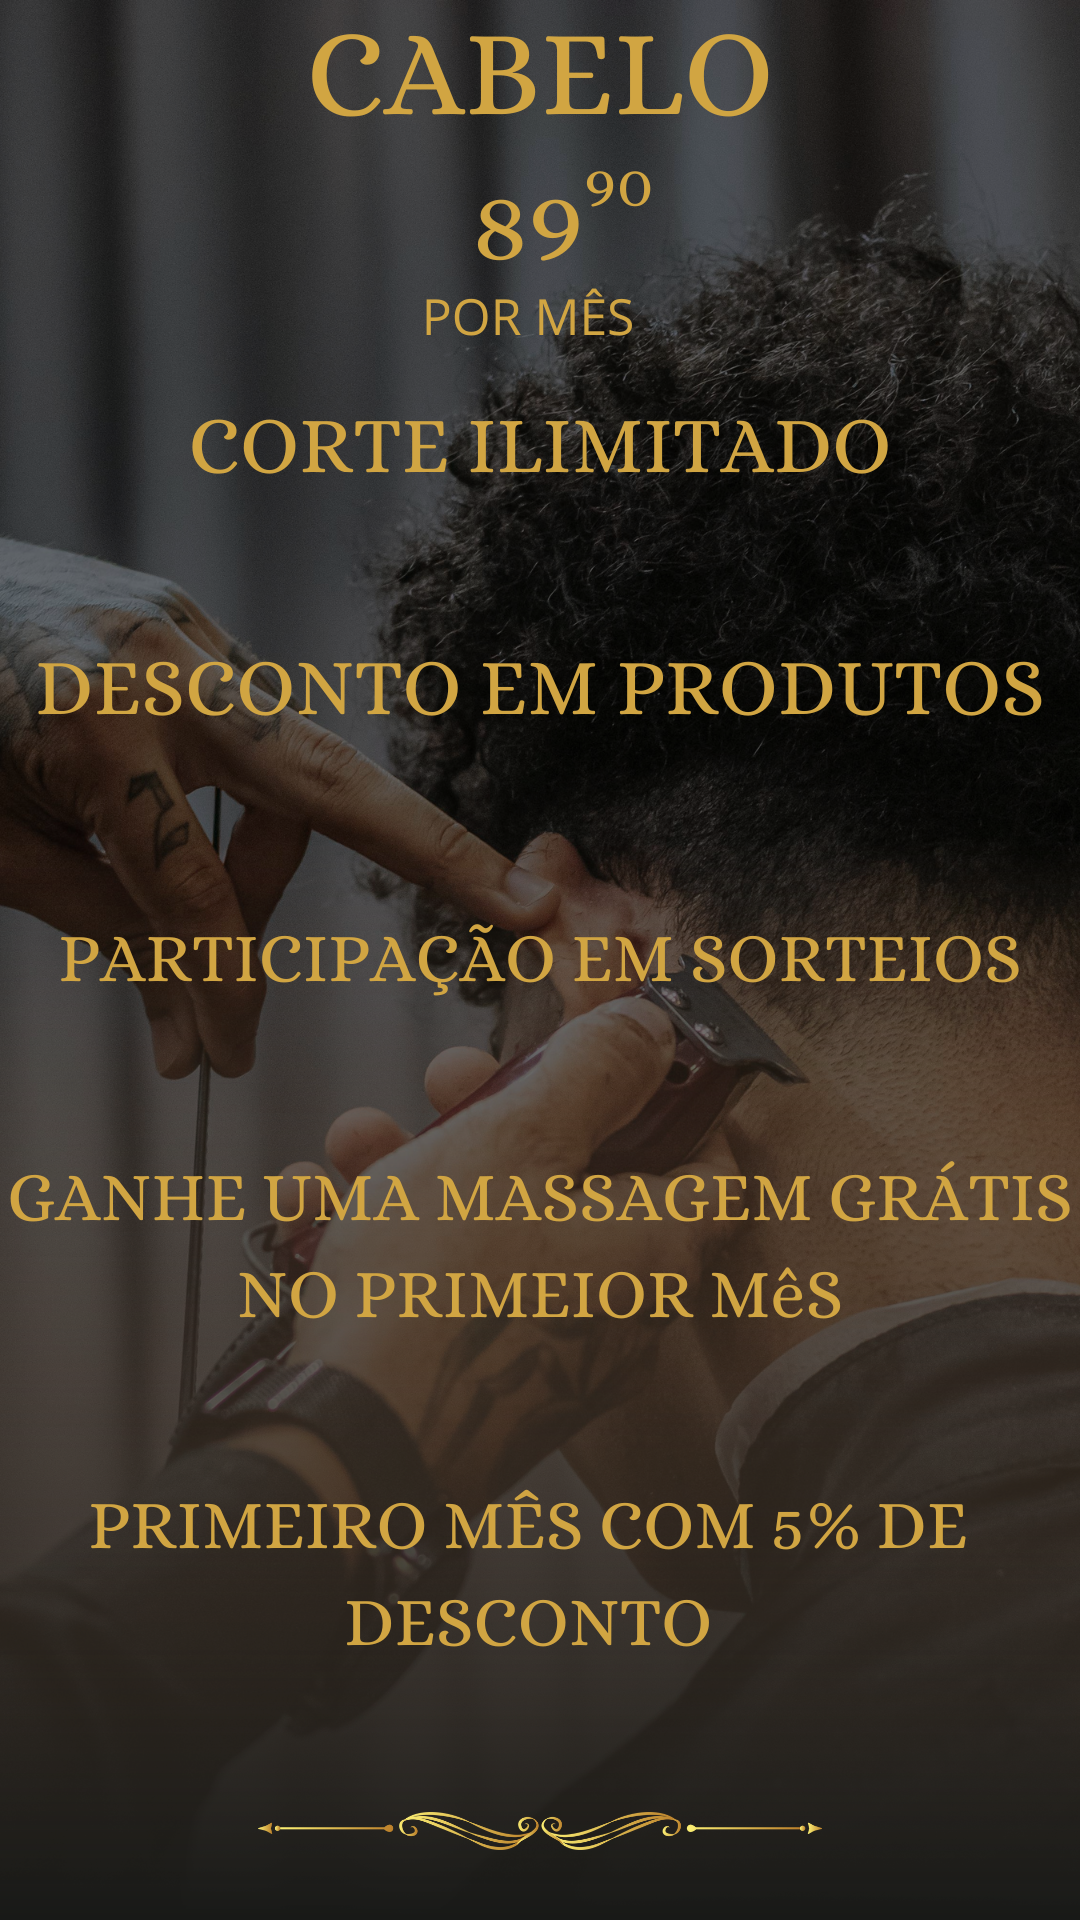 CABELO
8990
POR MÊS
CORTE ILIMITADO
DESCONTO EM PRODUTOS
PARTICIPAÇÃO EM SORTEIOS
GANHE UMA MASSAGEM GRÁTIS
NO PRIMEIOR MêS
PRIMEIRO MÊS COM 5% DE
DESCONTO